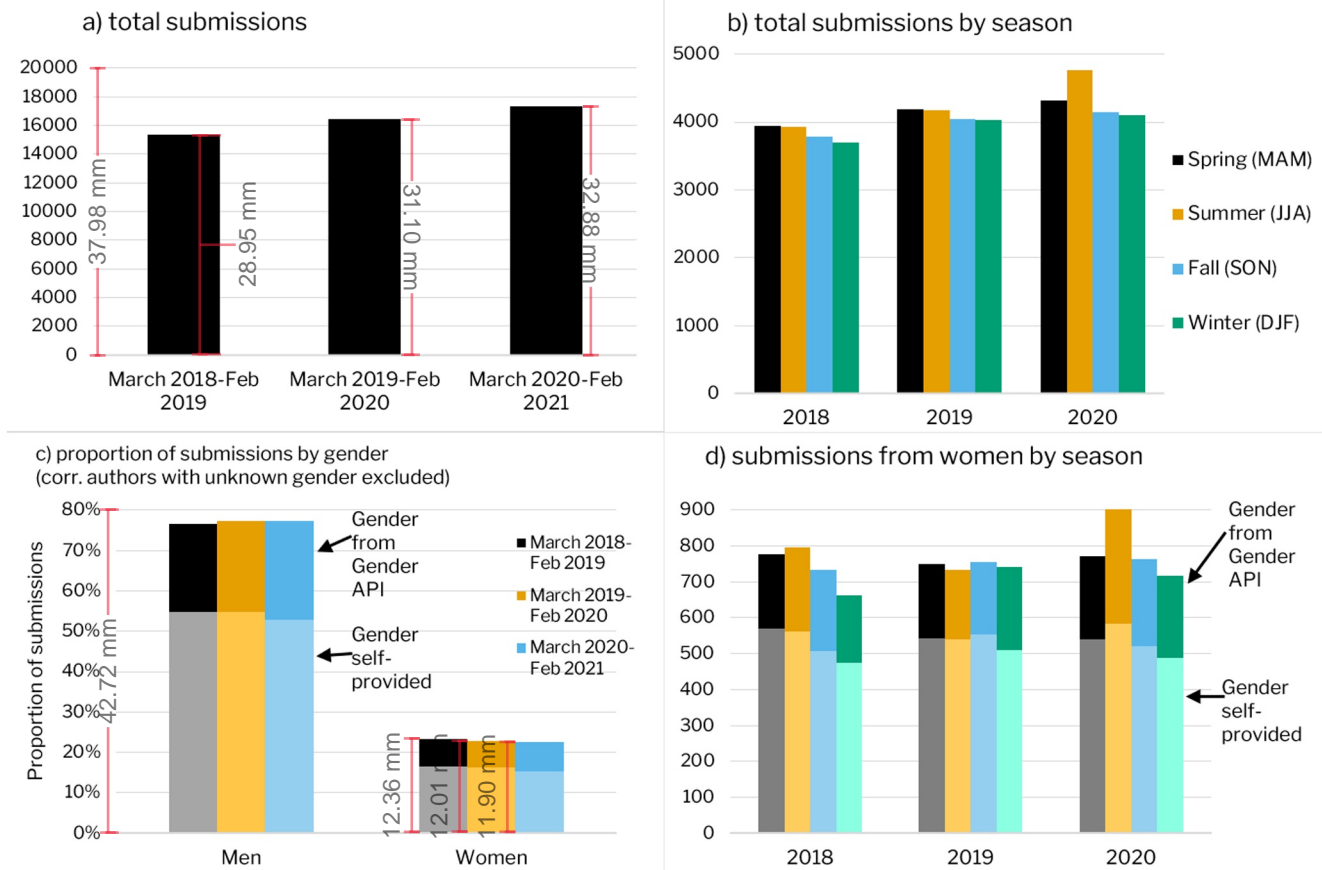 a) total submissions
20000
18000
16000
14000
12000
10000
8000
6000
4000
2000
0
37.98 mm
28.95 mm
31.10 mm
32.88 mm
March 2018-Feb
2019
March 2019-Feb
2020
March 2020-Feb
2021
b) total submissions by season
5000
4000
3000
2000
1000
0
2018
2019
2020
Spring (MAM)
Summer (JJA)
Fall (SON)
Winter (DJF)
c) proportion of submissions by gender
(corr. authors with unknown gender excluded)
Proportion of submissions
80%
70%
60%
50%
40%
30%
20%
10%
0%
42.72 mm
12.36 mm
12.01
11.90 mm
Gender
from
Gender
API
Gender
self-
provided
March 2018-
Feb 2019
March 2019-
Feb 2020
March 2020-
Feb 2021
Men
Women
d) submissions from women by season
900
800
700
600
500
400
300
200
100
0
2018
2019
2020
Gender
from
Gender
API
Gender
self-
provided